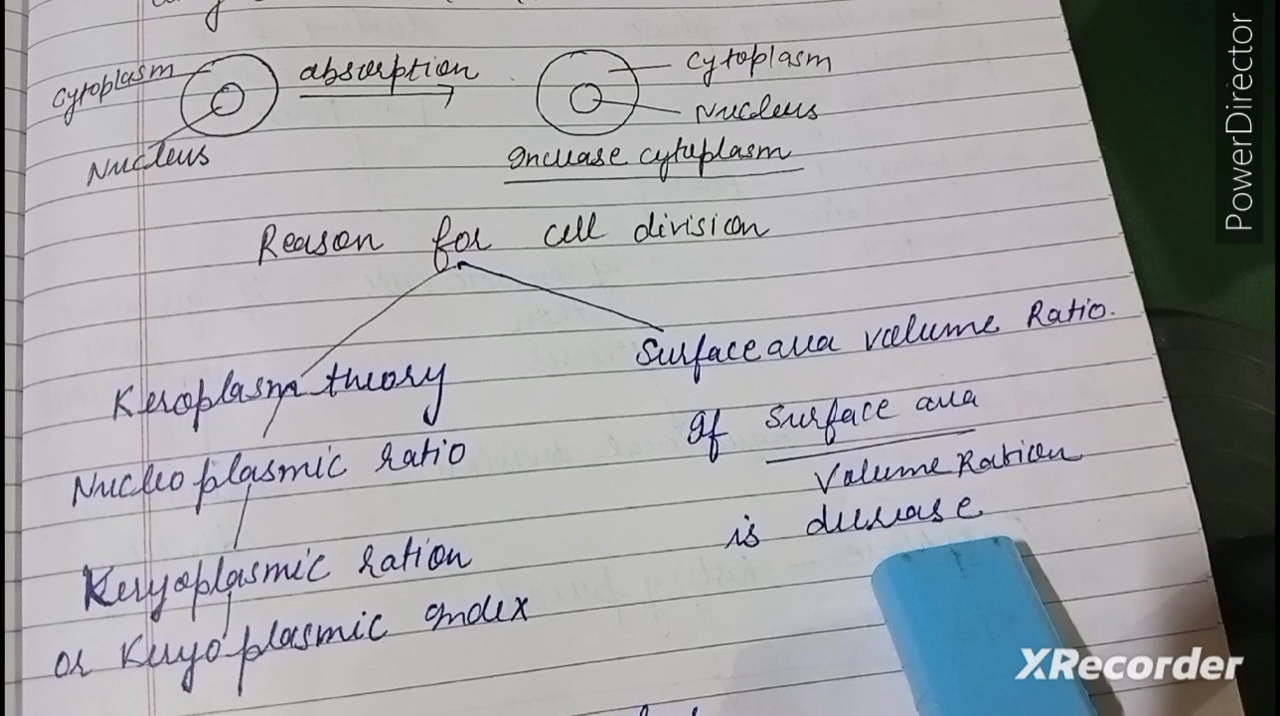 Cytoplasm absorption Cytoplasm
Nucleus Nucleus
Increase cytoplasm
Reason for cell division
Keroplasm theory Surface area volume Ratio.
Nucleoplasmic ratio If surface area
Volume Ration
is decrease
Keryoplasmic ration
or Keryoplasmic Index
PowerDirector
XRecorder